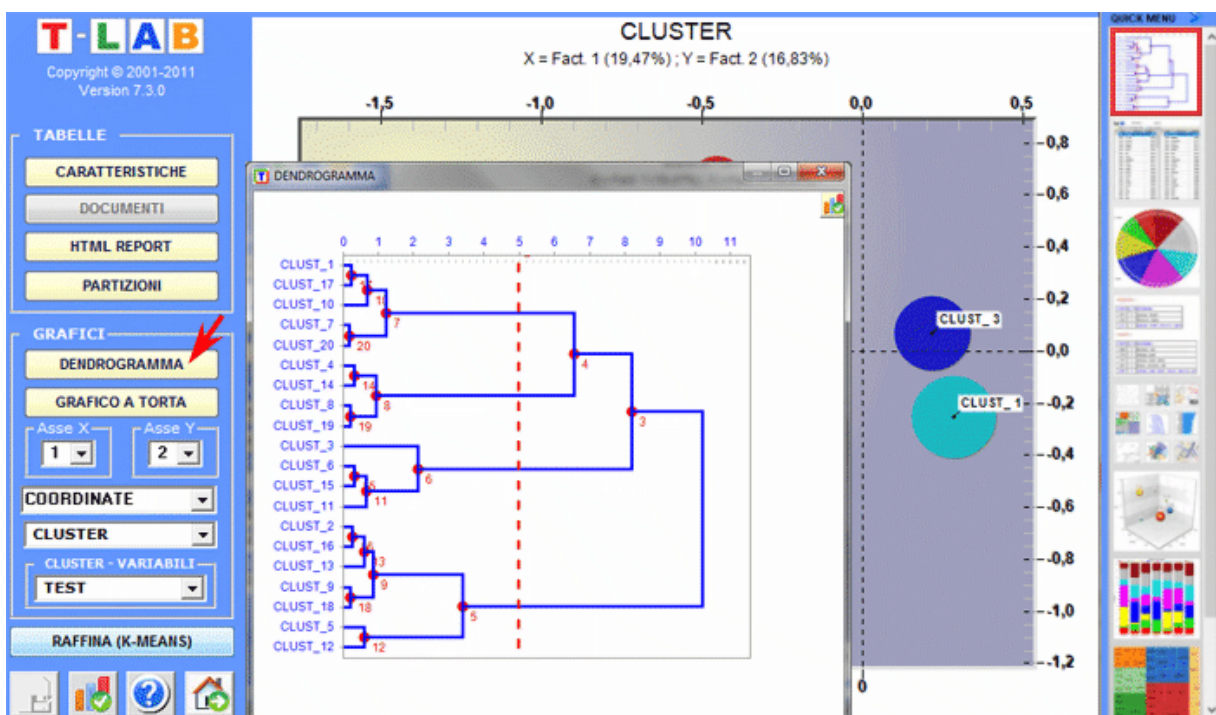 T-LAB
Copyright © 2001-2011
Version 7.3.0
TABELLE
CARATTERISTICHE
DOCUMENTI
HTML REPORT
PARTIZIONI
GRAFICI
DENDROGRAMMA
GRAFICO A TORTA
Asse X
Asse Y
1
2
COORDINATE
CLUSTER
CLUSTER - VARIABILI
TEST
RAFFINA (K-MEANS)
CLUSTER
X = Fact. 1 (19,47%) ; Y = Fact. 2 (16,83%)
-1,5 -1,0 -0,5 0,0 0,5
DENDROGRAMMA
0 1 2 3 4 5 6 7 8 9 10 11
CLUST_1
CLUST_17
CLUST_10
CLUST_7
CLUST_20
CLUST_4
CLUST_14
CLUST_8
CLUST_19
CLUST_3
CLUST_6
CLUST_15
CLUST_11
CLUST_2
CLUST_16
CLUST_13
CLUST_9
CLUST_18
CLUST_5
CLUST_12
7
20
4
14
8
19
3
6
11
13
9
18
5
12
CLUST_3
CLUST_1
-0,8
-0,6
-0,4
-0,2
-0,0
-0,2
-0,4
-0,6
-0,8
-1,0
-1,2
0
QUICK MENU >